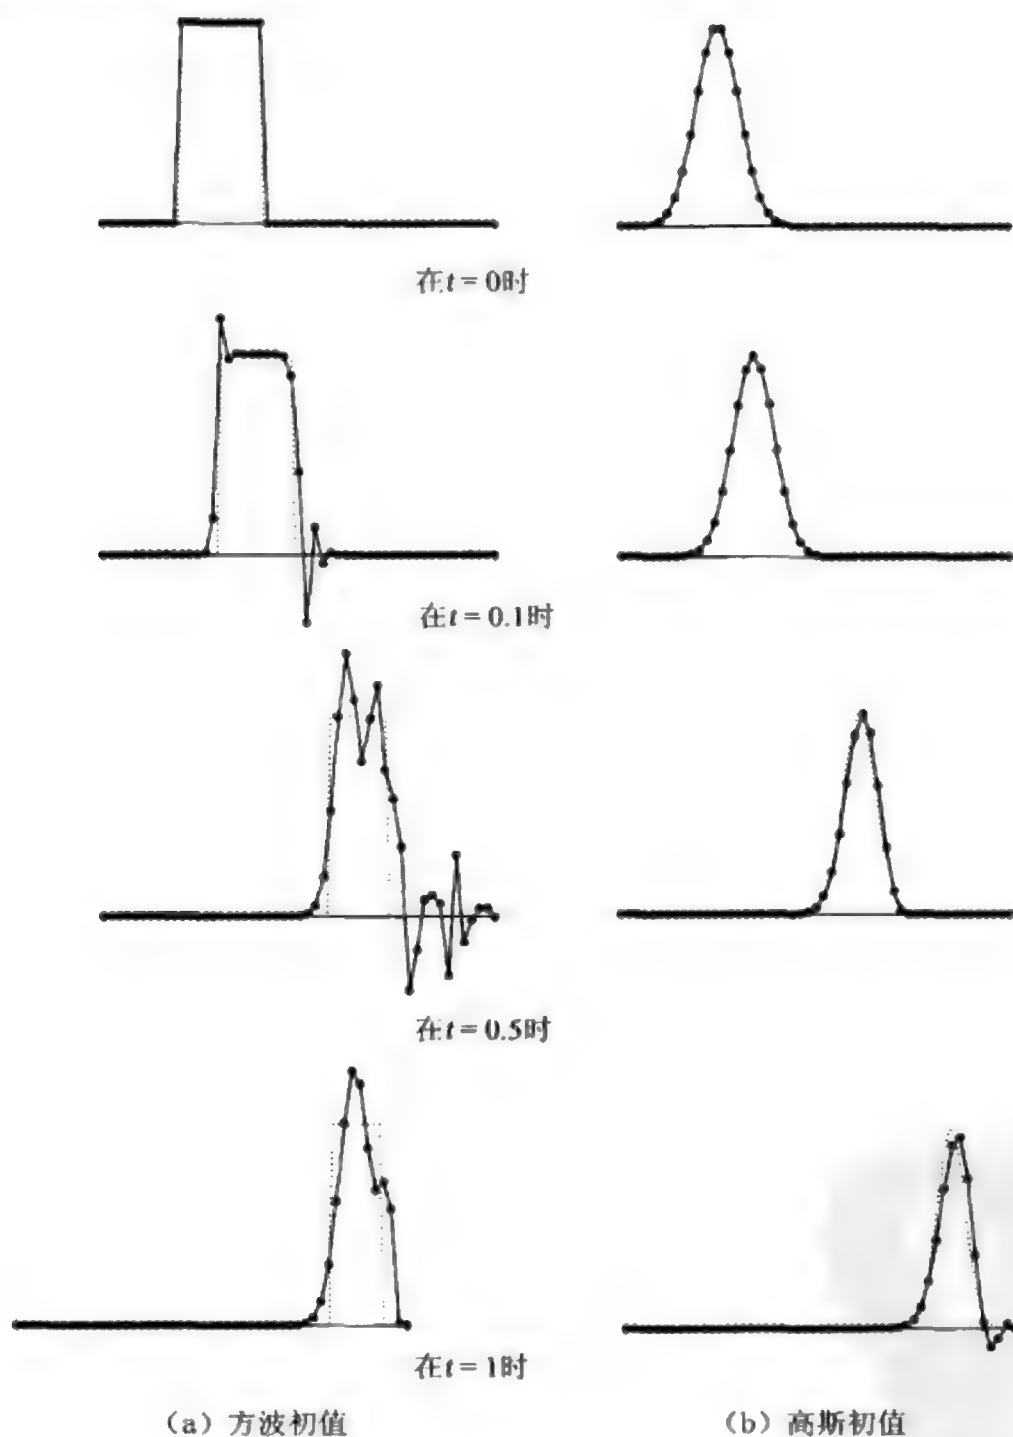 在t = 0时
在t = 0.1时
在t = 0.5时
在t = 1时
(a) 方波初值
(b) 高斯初值